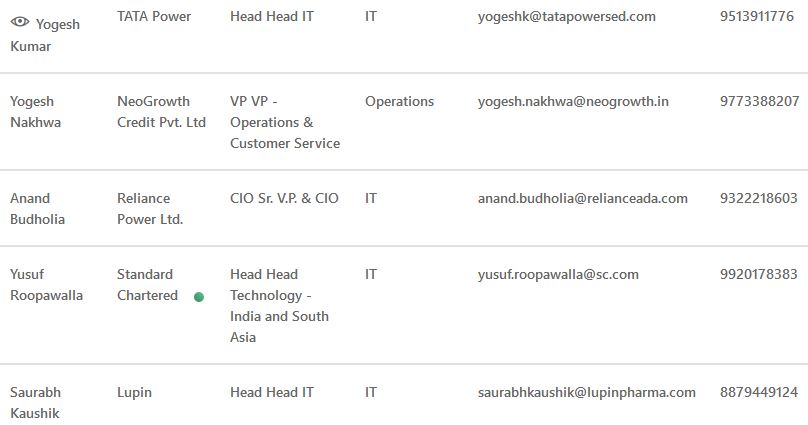 Yogesh Kumar TATA Power Head Head IT IT yogeshk@tatapowersed.com 9513911776
Yogesh Nakhwa NeoGrowth Credit Pvt. Ltd VP VP - Operations & Customer Service Operations yogesh.nakhwa@neogrowth.in 9773388207
Anand Budholia Reliance Power Ltd. CIO Sr. V.P. & CIO IT anand.budholia@relianceada.com 9322218603
Yusuf Roopawalla Standard Chartered Head Head Technology - India and South Asia IT yusuf.roopawalla@sc.com 9920178383
Saurabh Kaushik Lupin Head Head IT IT saurabhkaushik@lupinpharma.com 8879449124